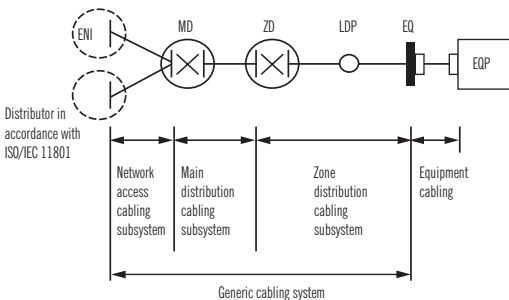 MD ZD LDP EQ
ENI
EQP
Distributor in
accordance with
ISO/IEC 11801
Network
access
cabling
subsystem
Main
distribution
cabling
subsystem
Zone
distribution
cabling
subsystem
Equipment
cabling
Generic cabling system